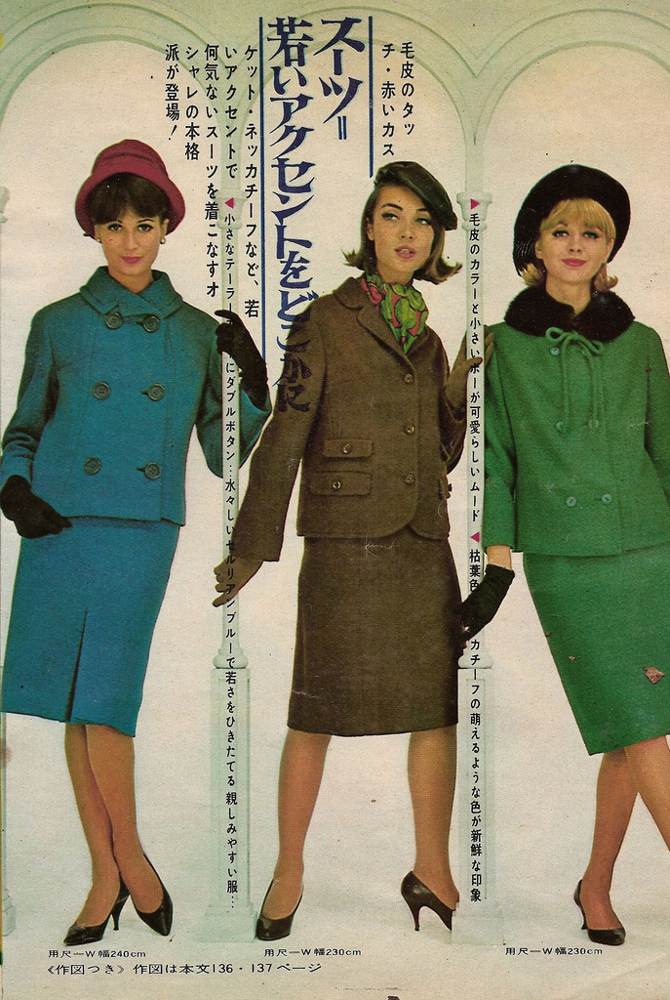 スーツ=
若いアクセントをどこかに
毛皮のタッ
チ・赤いカス
ケット・ネッカチーフなど、若
いアクセントで
何気ないスーツを着こなすオ
シャレの本格
派が登場！
▶毛皮のカラーと小さいボーが可愛らしいムード ◀枯葉色
カチーフの萌えるような色が新鮮な印象
◀小さなテーラー
にダブルボタン…水々しいセルリアンブルーで若さをひきたてる 親しみやすい服…
用尺―W幅240cm
用尺―W幅230cm
用尺―W幅230cm
《作図つき》作図は本文136・137ページ